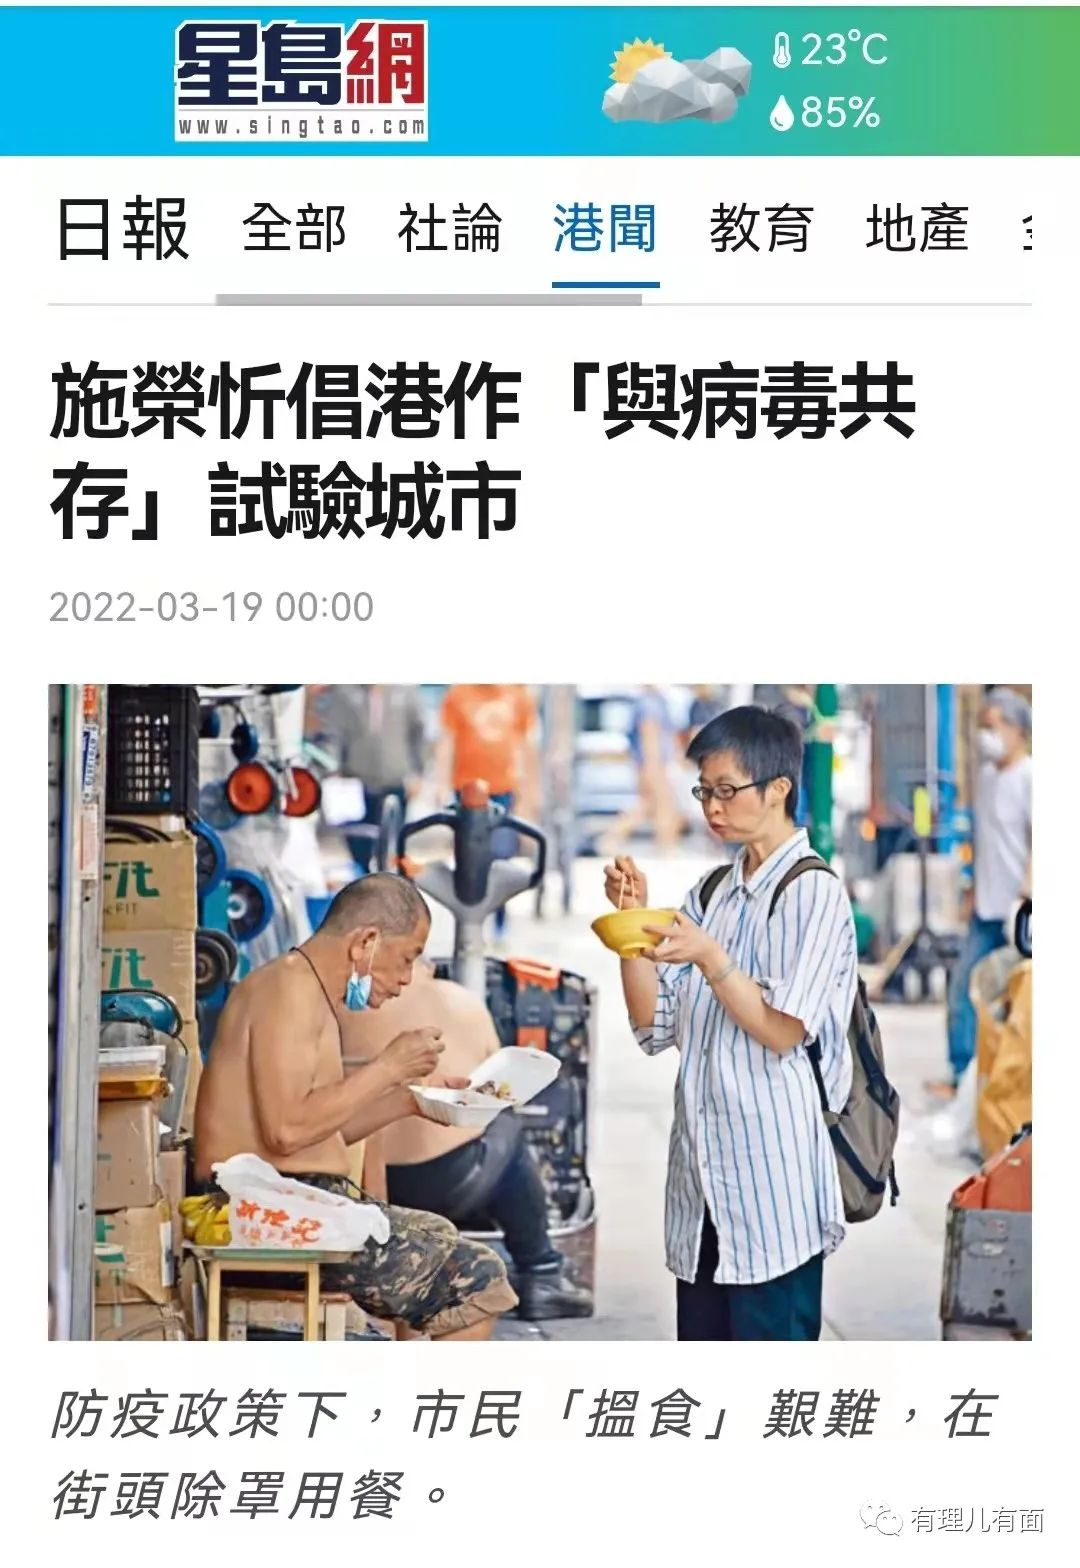 星島網
www.singtao.com
23°C
85%
日報 全部 社論 港聞 教育 地產
施榮忻倡港作「與病毒共
存」試驗城市
2022-03-19 00:00
FIT
防疫政策下，市民「搵食」艱難，在
街頭除罩用餐。
有理儿有面